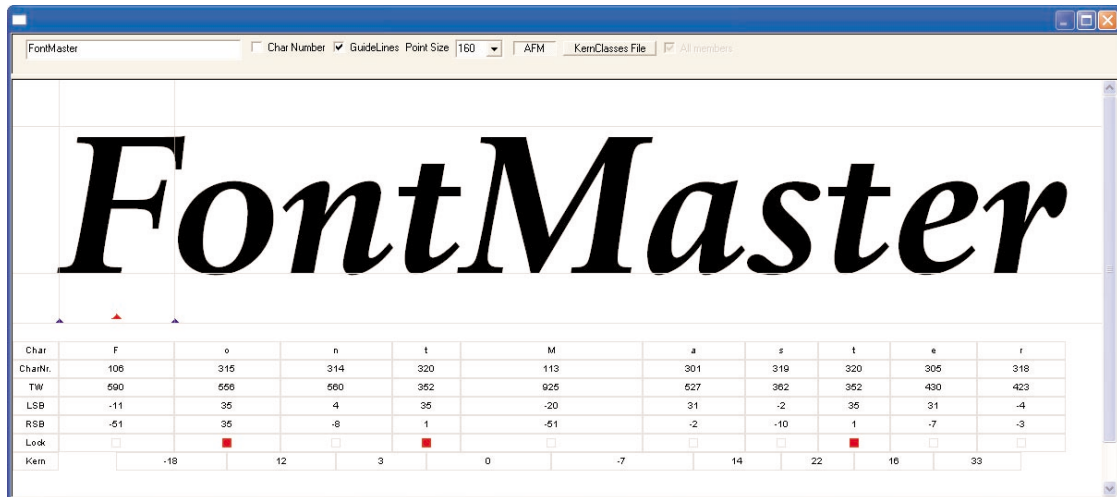 FontMaster Char Number GuideLines Point Size 160 AFM KernClasses File All members
FontMaster
Char F o n t M a s t e r
CharNr. 106 315 314 320 113 301 319 320 305 318
TW 590 556 560 352 925 527 362 352 430 423
LSB -11 35 4 35 -20 31 -2 35 31 -4
RSB -51 35 -8 1 -51 -2 -10 1 -7 -3
Lock
Kern -18 12 3 0 -7 14 22 16 33